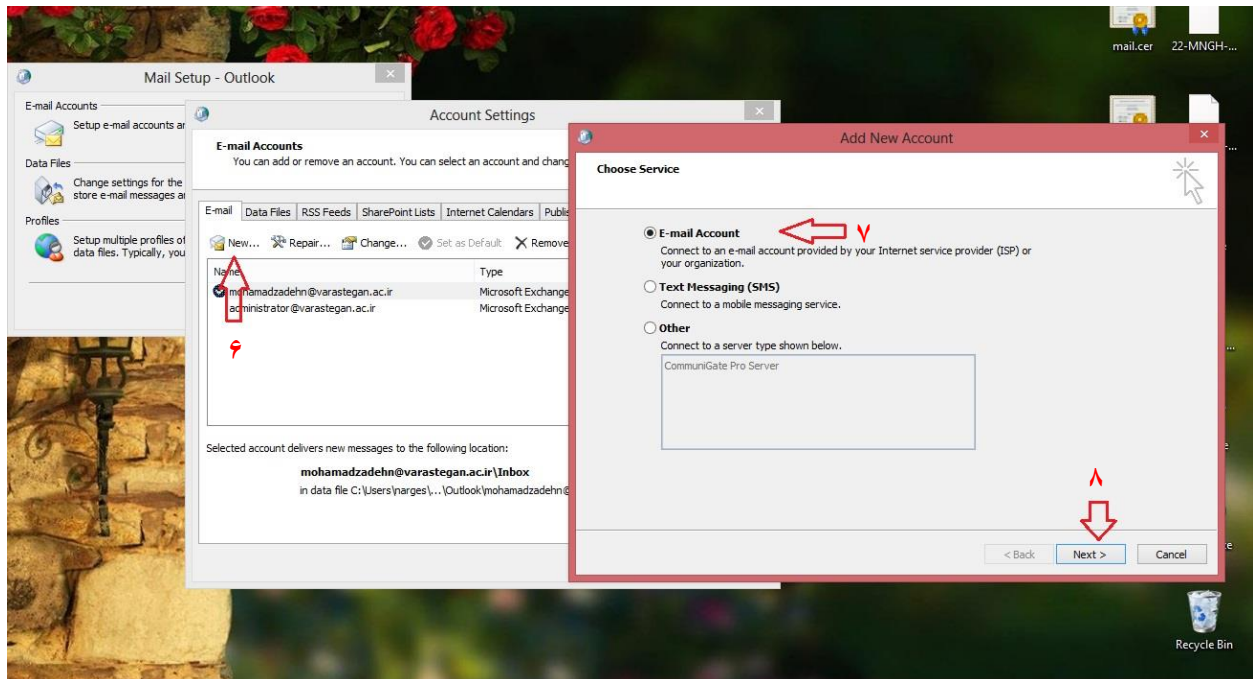 mail.cer
22-MNGH-...
Mail Setup - Outlook
E-mail Accounts
Setup e-mail accounts ar
Data Files
Change settings for the
store e-mail messages a
Profiles
Setup multiple profiles of
data files. Typically, you
Account Settings
E-mail Accounts
You can add or remove an account. You can select an account and chang
E-mail
Data Files
RSS Feeds
SharePoint Lists
Internet Calendars
Publis
New...
Repair...
Change...
Set as Default
Remove
Name
Type
mohamadzadehn@varastegan.ac.ir
Microsoft Exchange
administrator@varastegan.ac.ir
Microsoft Exchange
۶
Selected account delivers new messages to the following location:
mohamadzadehn@varastegan.ac.ir\Inbox
in data file C:\Users\narges\...\Outlook\mohamadzadehn@
Add New Account
Choose Service
E-mail Account
۷
Connect to an e-mail account provided by your Internet service provider (ISP) or
your organization.
Text Messaging (SMS)
Connect to a mobile messaging service.
Other
Connect to a server type shown below.
CommuniGate Pro Server
۸
< Back
Next >
Cancel
Recycle Bin